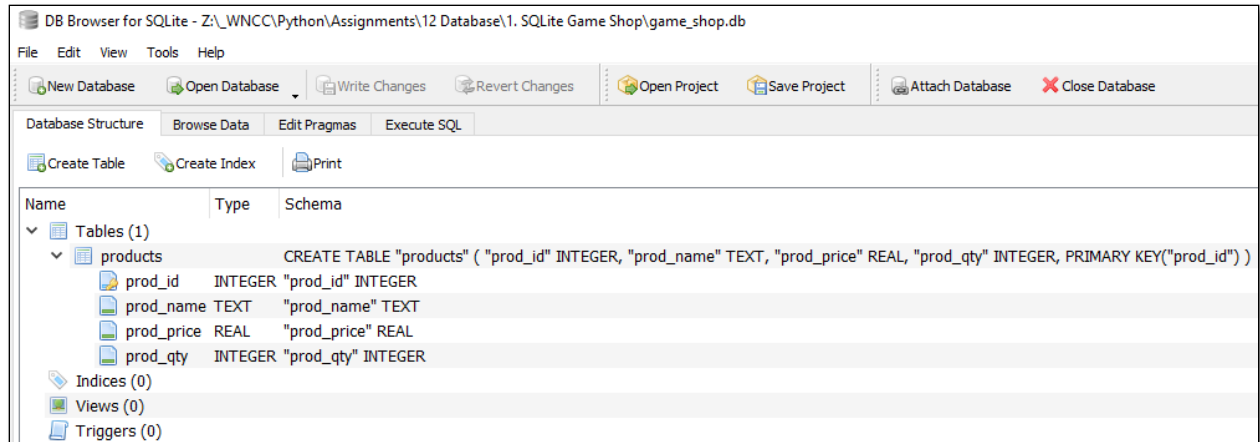 DB Browser for SQLite - Z:\_WNCC\Python\Assignments\12 Database\1. SQLite Game Shop\game_shop.db
File Edit View Tools Help
New Database Open Database Write Changes Revert Changes Open Project Save Project Attach Database Close Database
Database Structure Browse Data Edit Pragmas Execute SQL
Create Table Create Index Print
Name Type Schema
Tables (1)
products CREATE TABLE "products" ( "prod_id" INTEGER, "prod_name" TEXT, "prod_price" REAL, "prod_qty" INTEGER, PRIMARY KEY("prod_id") )
prod_id INTEGER "prod_id" INTEGER
prod_name TEXT "prod_name" TEXT
prod_price REAL "prod_price" REAL
prod_qty INTEGER "prod_qty" INTEGER
Indices (0)
Views (0)
Triggers (0)